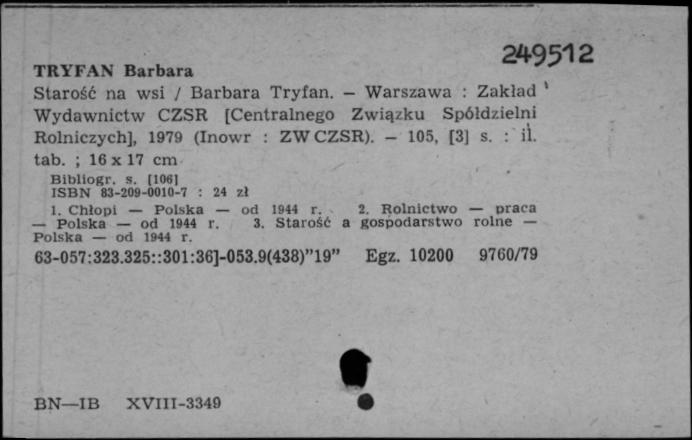 249512
TRYFAN Barbara
Starość na wsi / Barbara Tryfan. — Warszawa : Zakład
Wydawnictw CZSR [Centralnego Związku Spółdzielni
Rolniczych], 1979 (Inowr : ZW CZSR). — 105, [3] s. : il.
tab. ; 16 x 17 cm
Bibliogr. s. [106]
ISBN 83-209-0010-7 : 24 zł
1. Chłopi — Polska — od 1944 r. 2. Rolnictwo — praca
— Polska — od 1944 r. 3. Starość a gospodarstwo rolne —
Polska — od 1944 r.
63-057:323.325::301:36]-053.9(438)”19” Egz. 10200 9760/79
BN—IB XVIII-3349